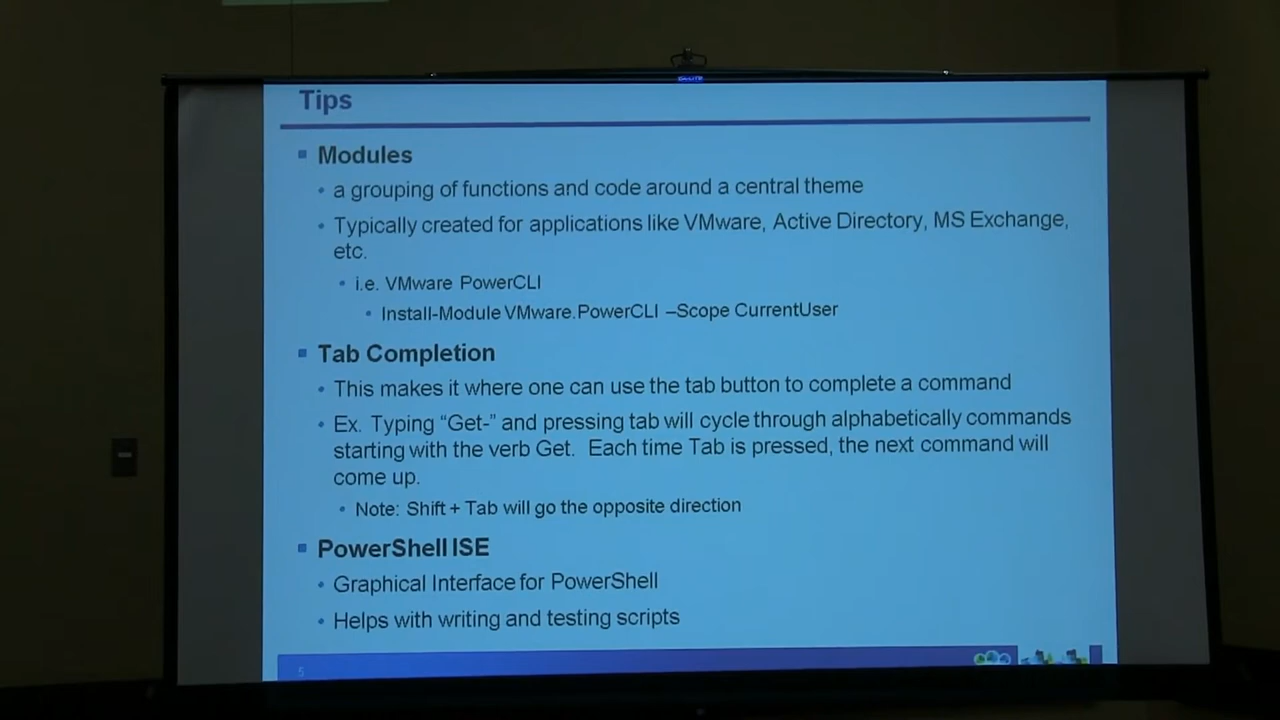 Tips
Modules
a grouping of functions and code around a central theme
Typically created for applications like VMware, Active Directory, MS Exchange,
etc.
i.e. VMware PowerCLI
Install-Module VMware.PowerCLI –Scope CurrentUser
Tab Completion
This makes it where one can use the tab button to complete a command
Ex. Typing “Get-” and pressing tab will cycle through alphabetically commands
starting with the verb Get. Each time Tab is pressed, the next command will
come up.
Note: Shift + Tab will go the opposite direction
PowerShell ISE
Graphical Interface for PowerShell
Helps with writing and testing scripts
5